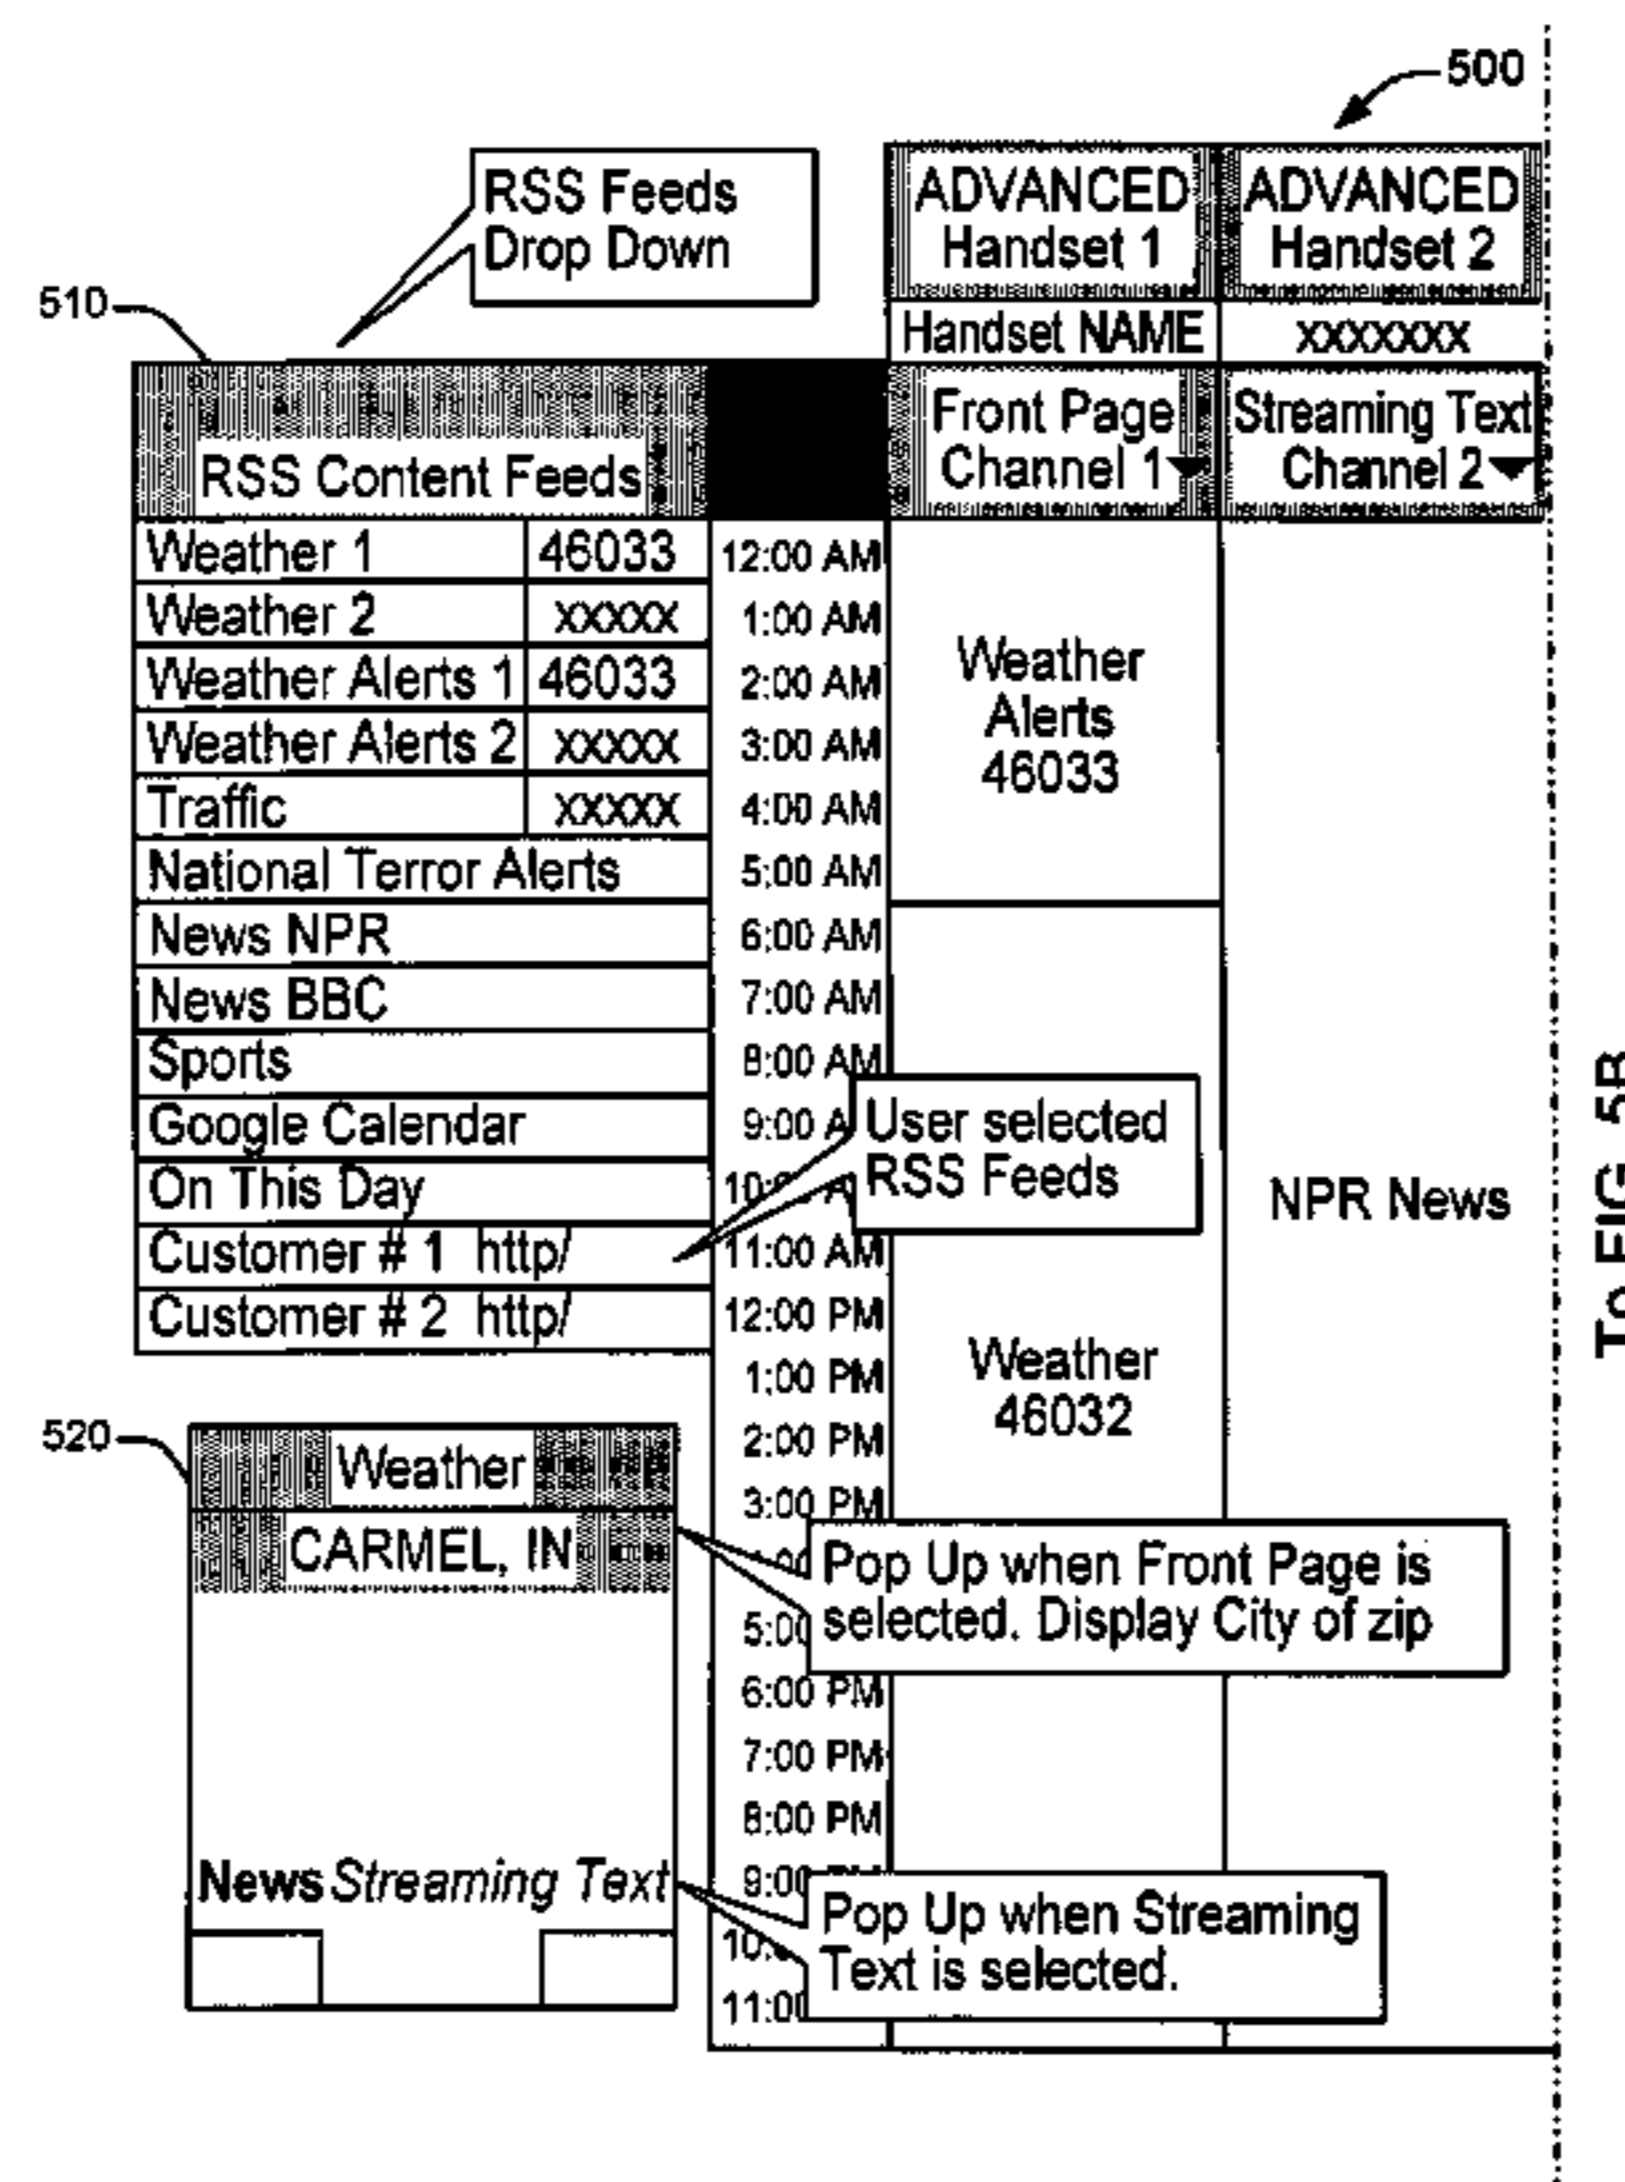 500
RSS Feeds
Drop Down
ADVANCED
Handset 1
ADVANCED
Handset 2
510
Handset NAME
XXXXXXX
RSS Content Feeds
Front Page
Channel 1
Streaming Text
Channel 2
Weather 1 46033
Weather 2 XXXXX
Weather Alerts 1 46033
Weather Alerts 2 XXXXX
Traffic XXXXX
National Terror Alerts
News NPR
News BBC
Sports
Google Calendar
On This Day
Customer # 1 http/
Customer # 2 http/
12:00 AM
1:00 AM
2:00 AM
3:00 AM
4:00 AM
5:00 AM
6:00 AM
7:00 AM
8:00 AM
9:00 A
11:00 AM
12:00 PM
1:00 PM
2:00 PM
3:00 PM
6:00 PM
7:00 PM
8:00 PM
Weather
Alerts
46033
User selected
RSS Feeds
NPR News
Weather
46032
520
Weather
CARMEL, IN
Pop Up when Front Page is
selected. Display City of zip
News Streaming Text
Pop Up when Streaming
Text is selected.
To FIG. 5B